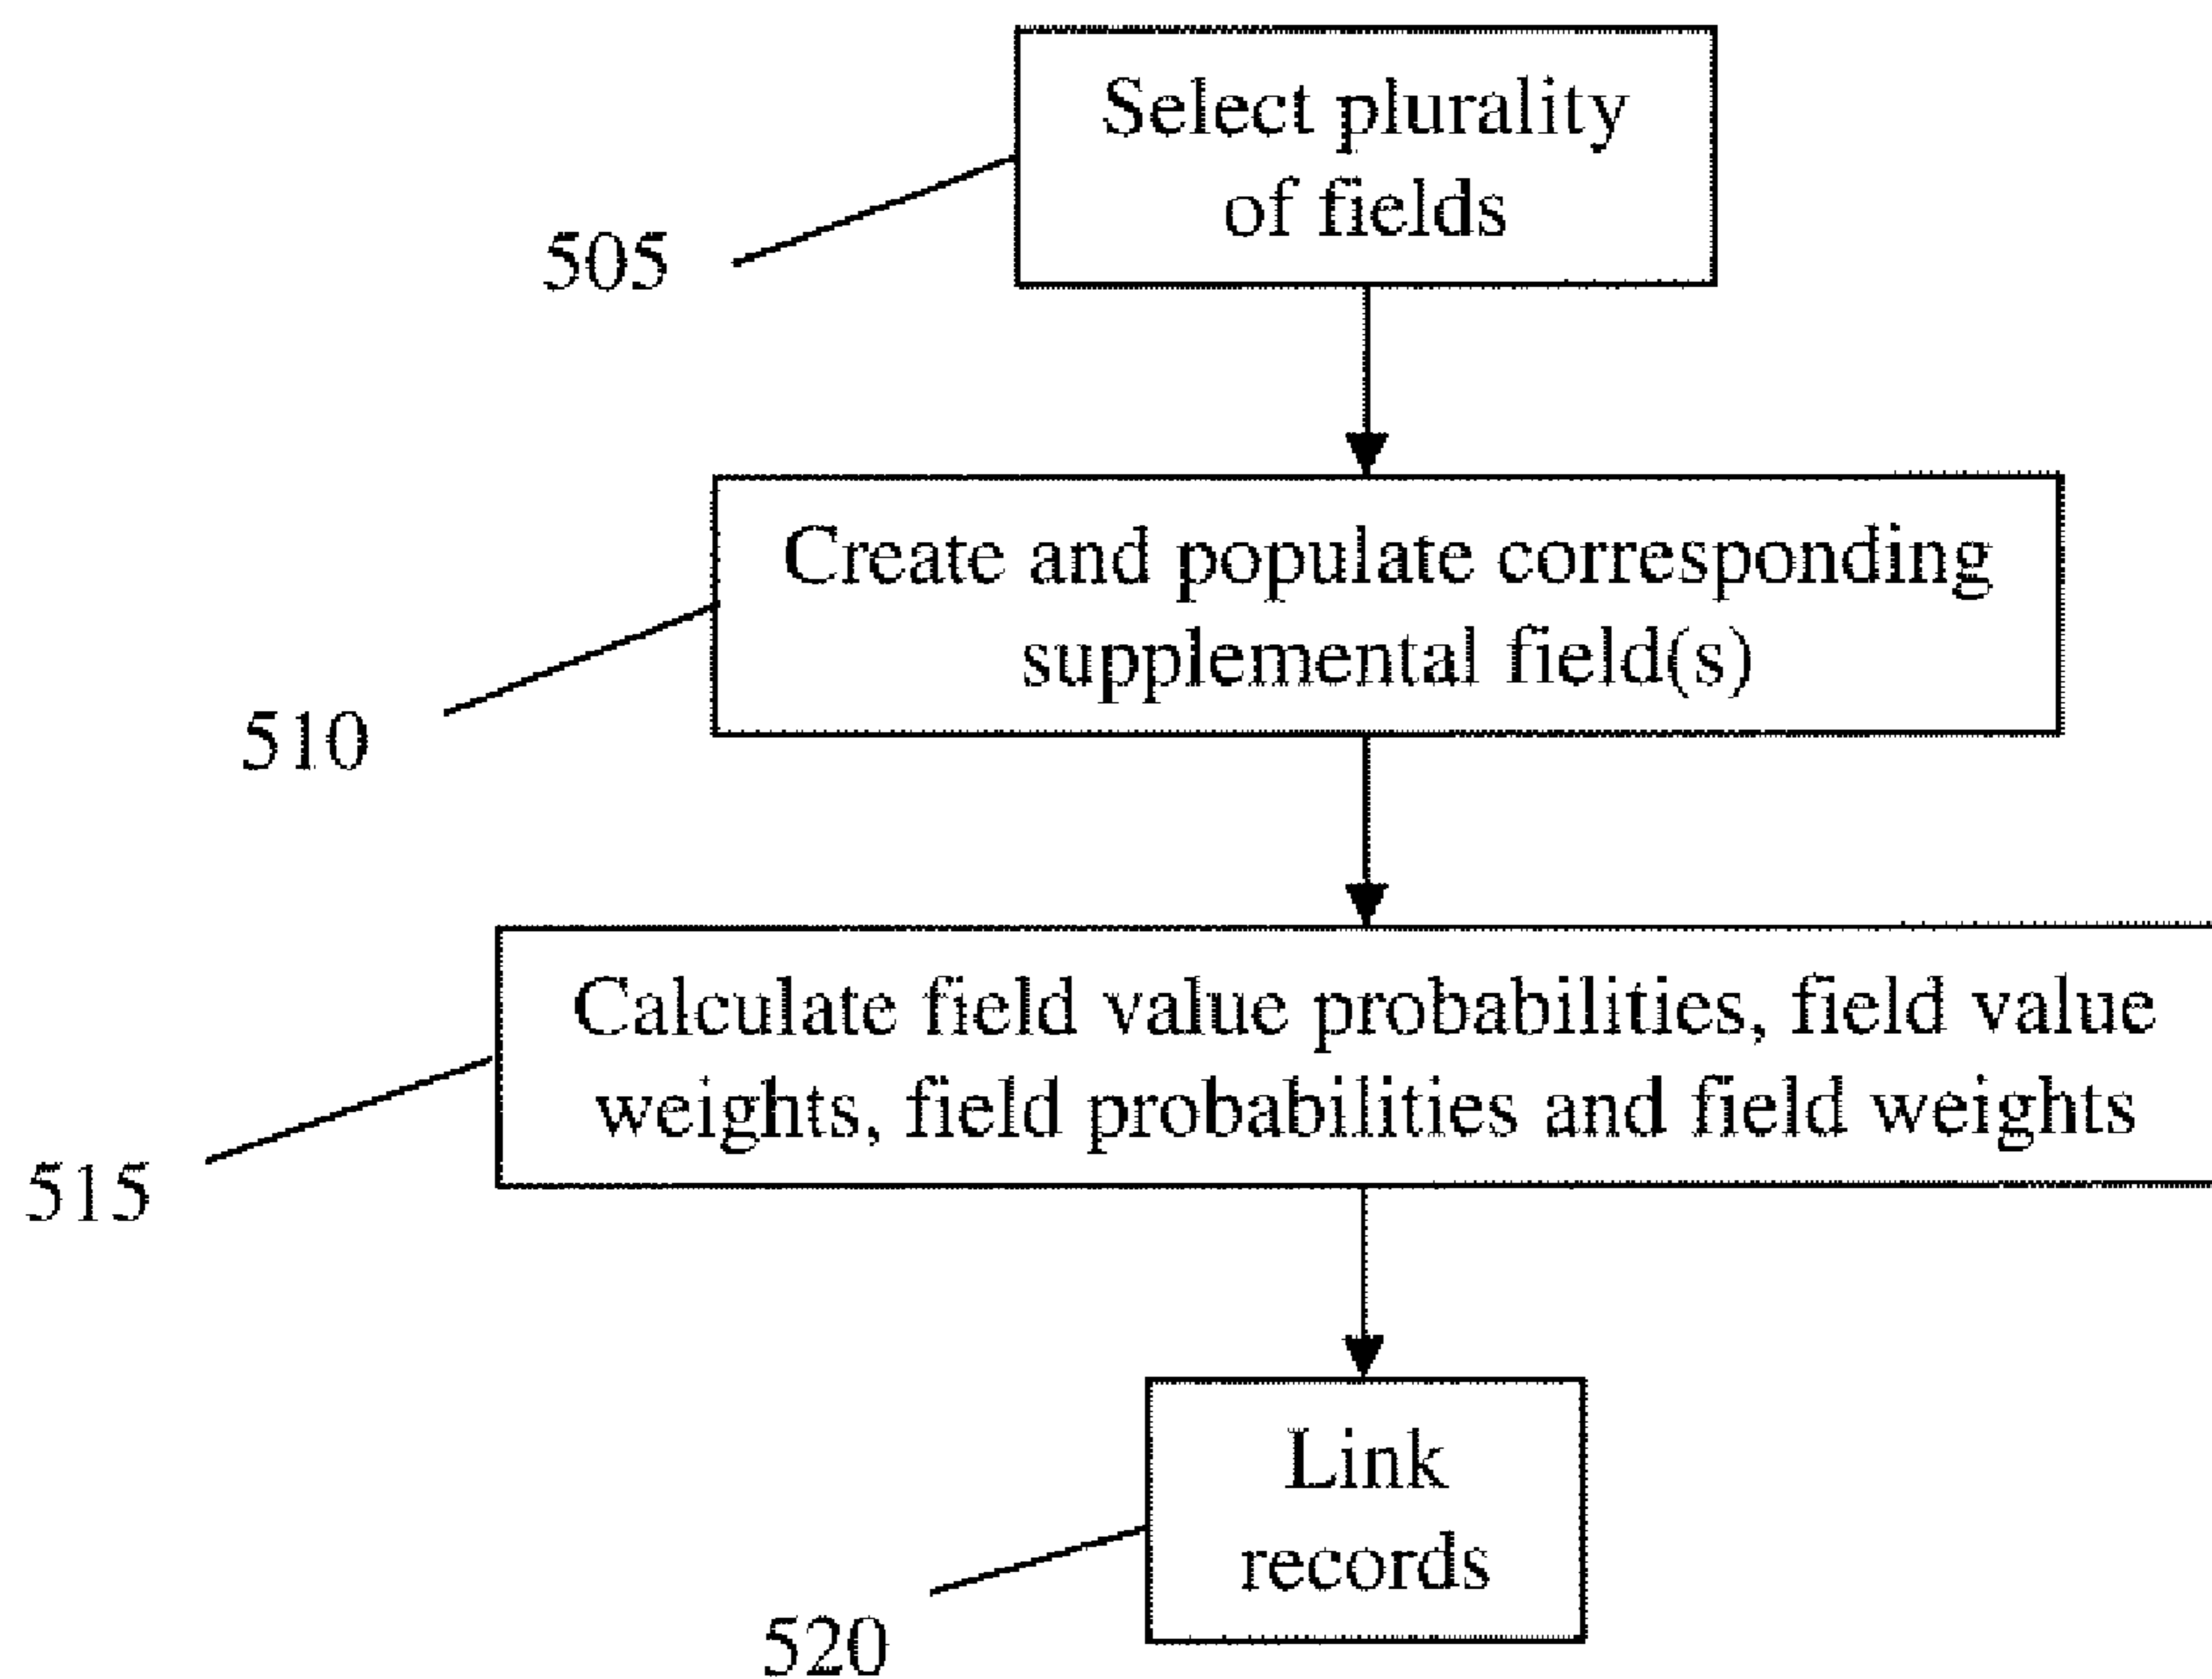 Select plurality
of fields
505
Create and populate corresponding
supplemental field(s)
510
Calculate field value probabilities, field value
weights, field probabilities and field weights
515
Link
records
520